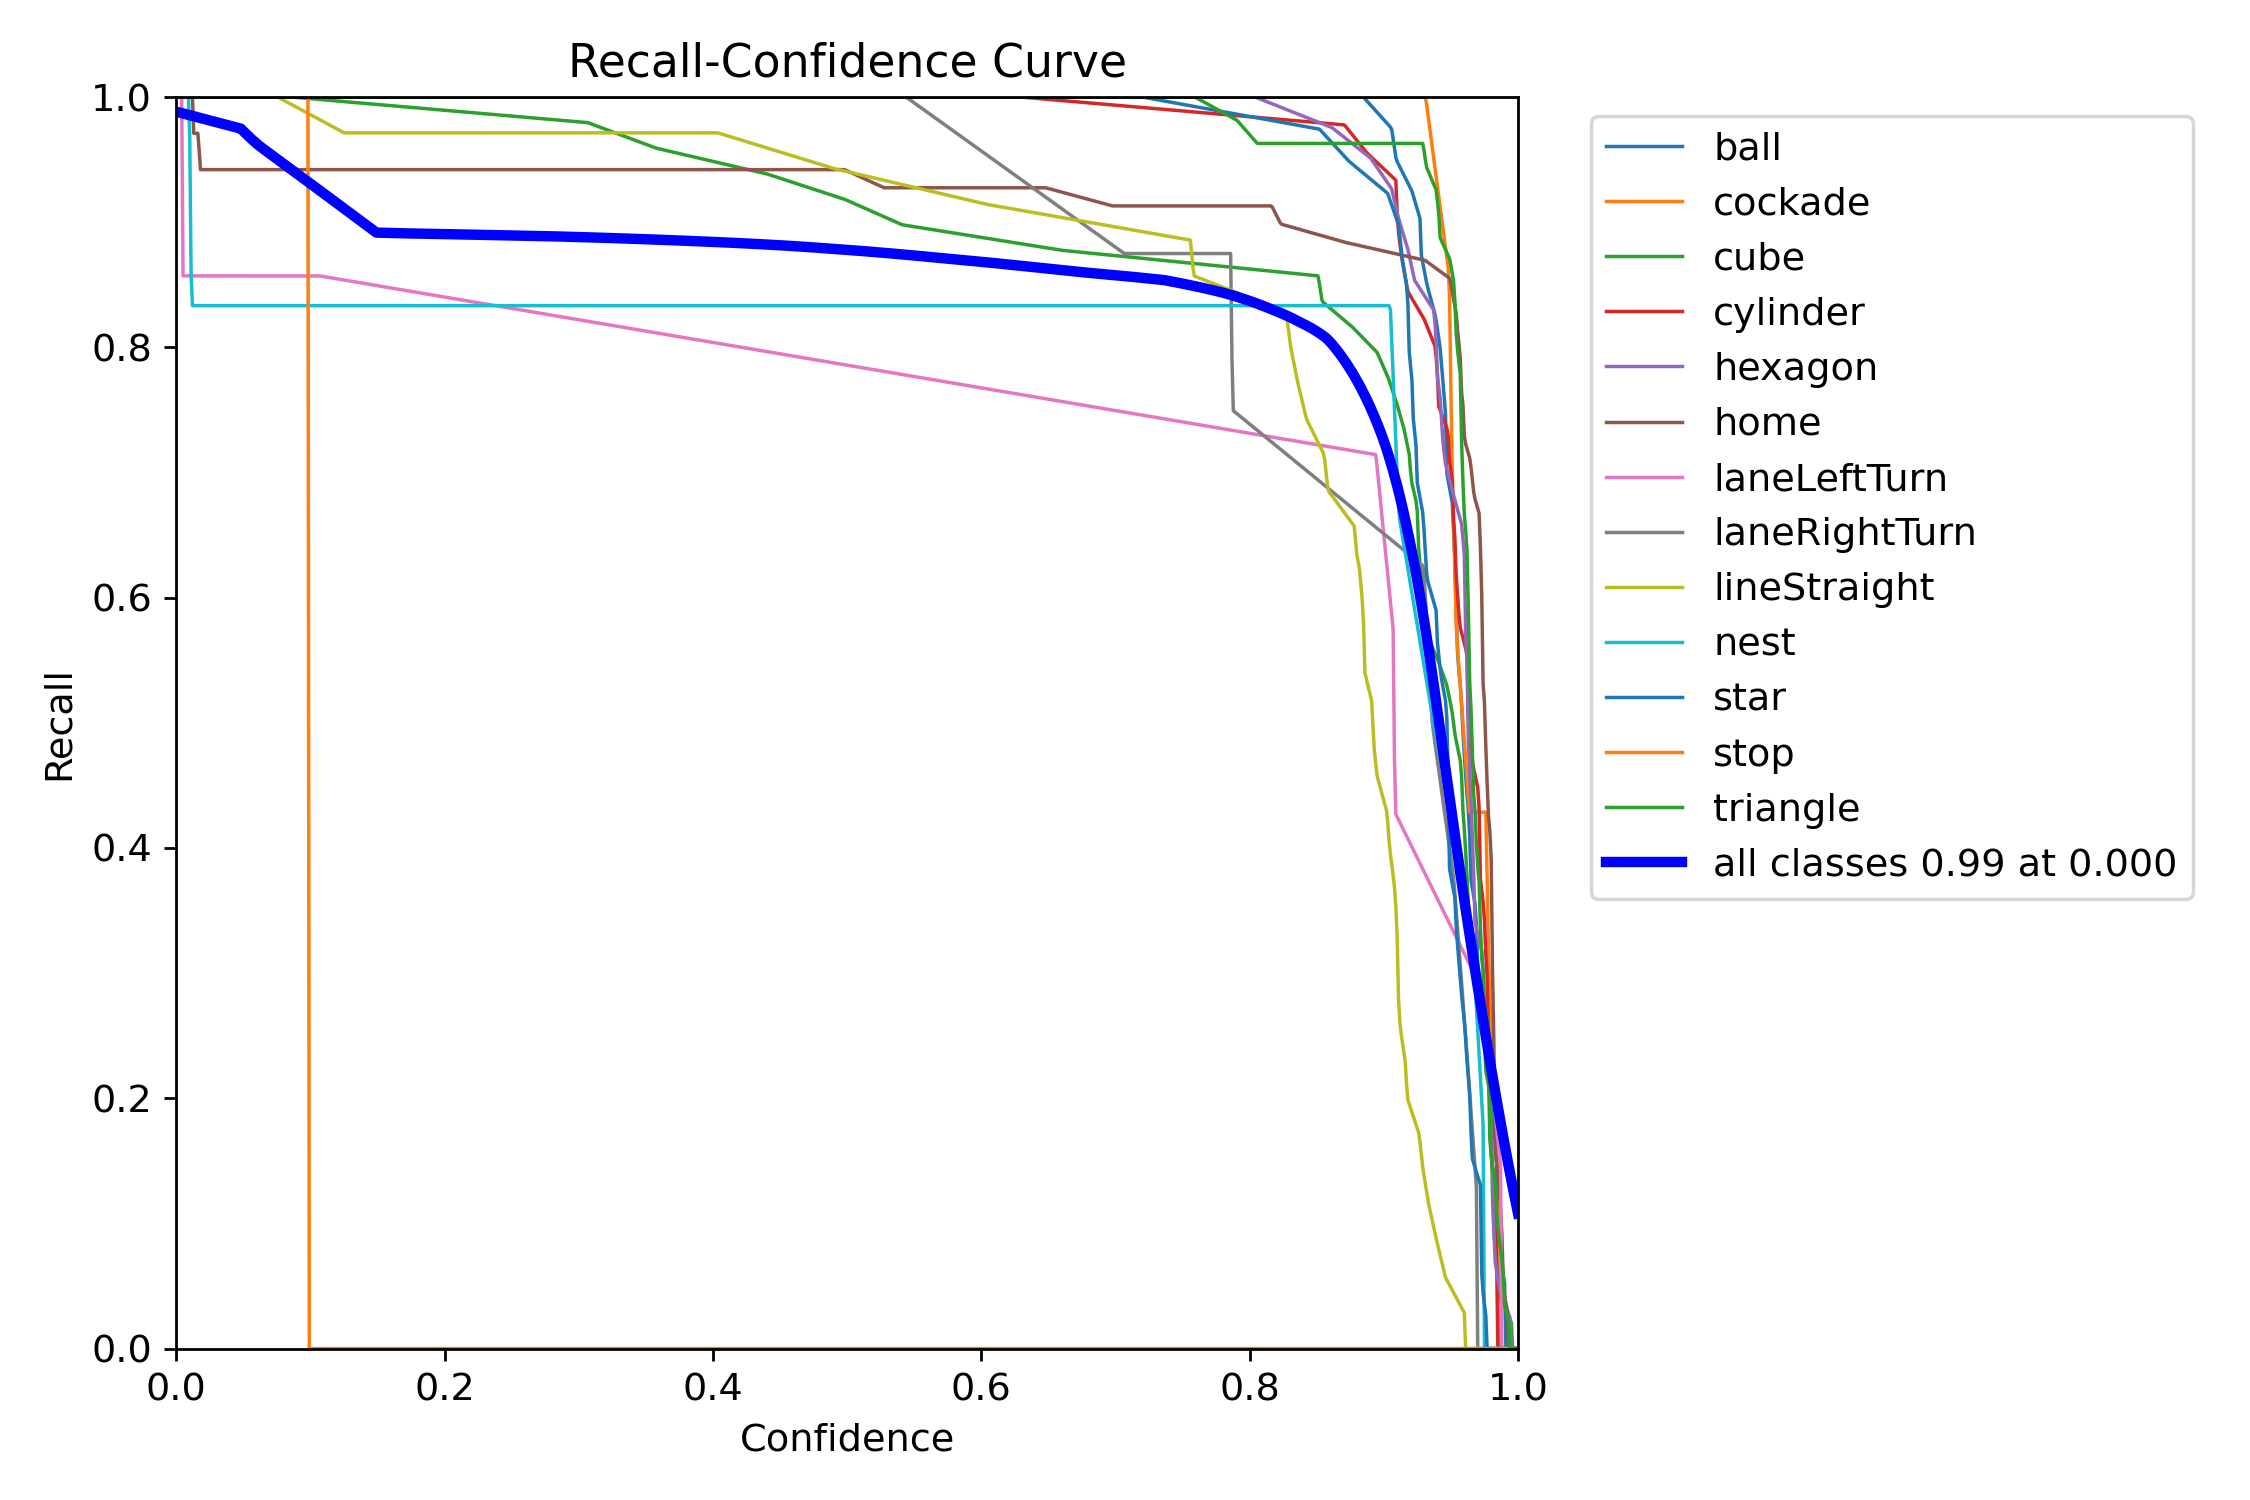 Recall-Confidence Curve
1.0
0.8
0.6
0.4
0.2
0.0
Recall
0.0 0.2 0.4 0.6 0.8 1.0
Confidence
ball
cockade
cube
cylinder
hexagon
home
laneLeftTurn
laneRightTurn
lineStraight
nest
star
stop
triangle
all classes 0.99 at 0.000